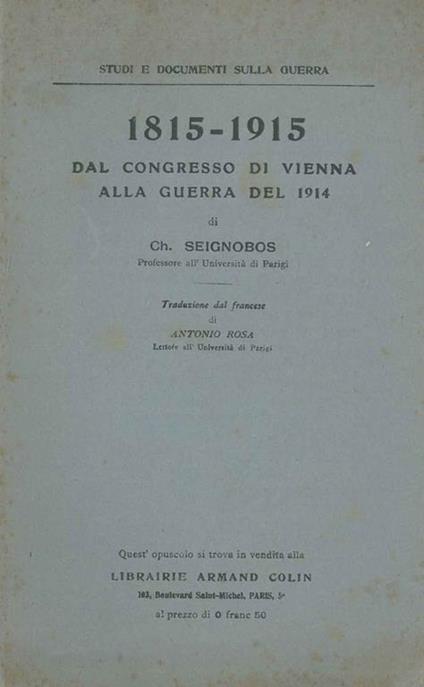 STUDI E DOCUMENTI SULLA GUERRA
1815-1915
DAL CONGRESSO DI VIENNA
ALLA GUERRA DEL 1914
di
Ch. SEIGNOBOS
Professore all' Università di Parigi
Traduzione dal francese
di
ANTONIO ROSA
Lettore all' Università di Parigi
Quest' opuscolo si trova in vendita alla
LIBRAIRIE ARMAND COLIN
103, Boulevard Saint-Michel, PARIS, 5e
al prezzo di 0 franc 50